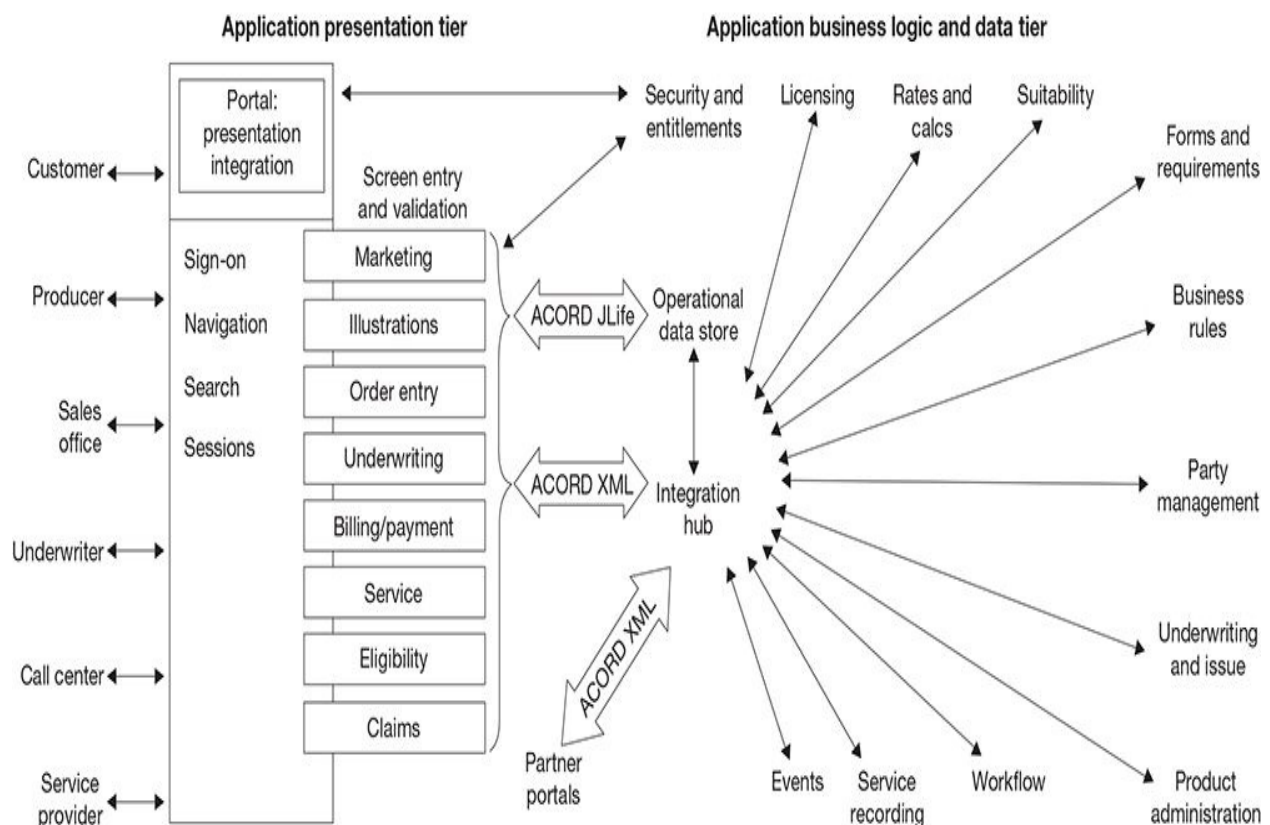 Application presentation tier
Application business logic and data tier
Portal:
presentation
integration
Customer
Producer
Sales
office
Underwriter
Call center
Service
provider
Sign-on
Navigation
Search
Sessions
Screen entry
and validation
Marketing
Illustrations
Order entry
Underwriting
Billing/payment
Service
Eligibility
Claims
ACORD JLife
ACORD XML
ACORD XML
Partner
portals
Security and
entitlements
Operational
data store
Integration
hub
Licensing
Rates and
calcs
Suitability
Forms and
requirements
Business
rules
Party
management
Underwriting
and issue
Product
administration
Workflow
Service
recording
Events